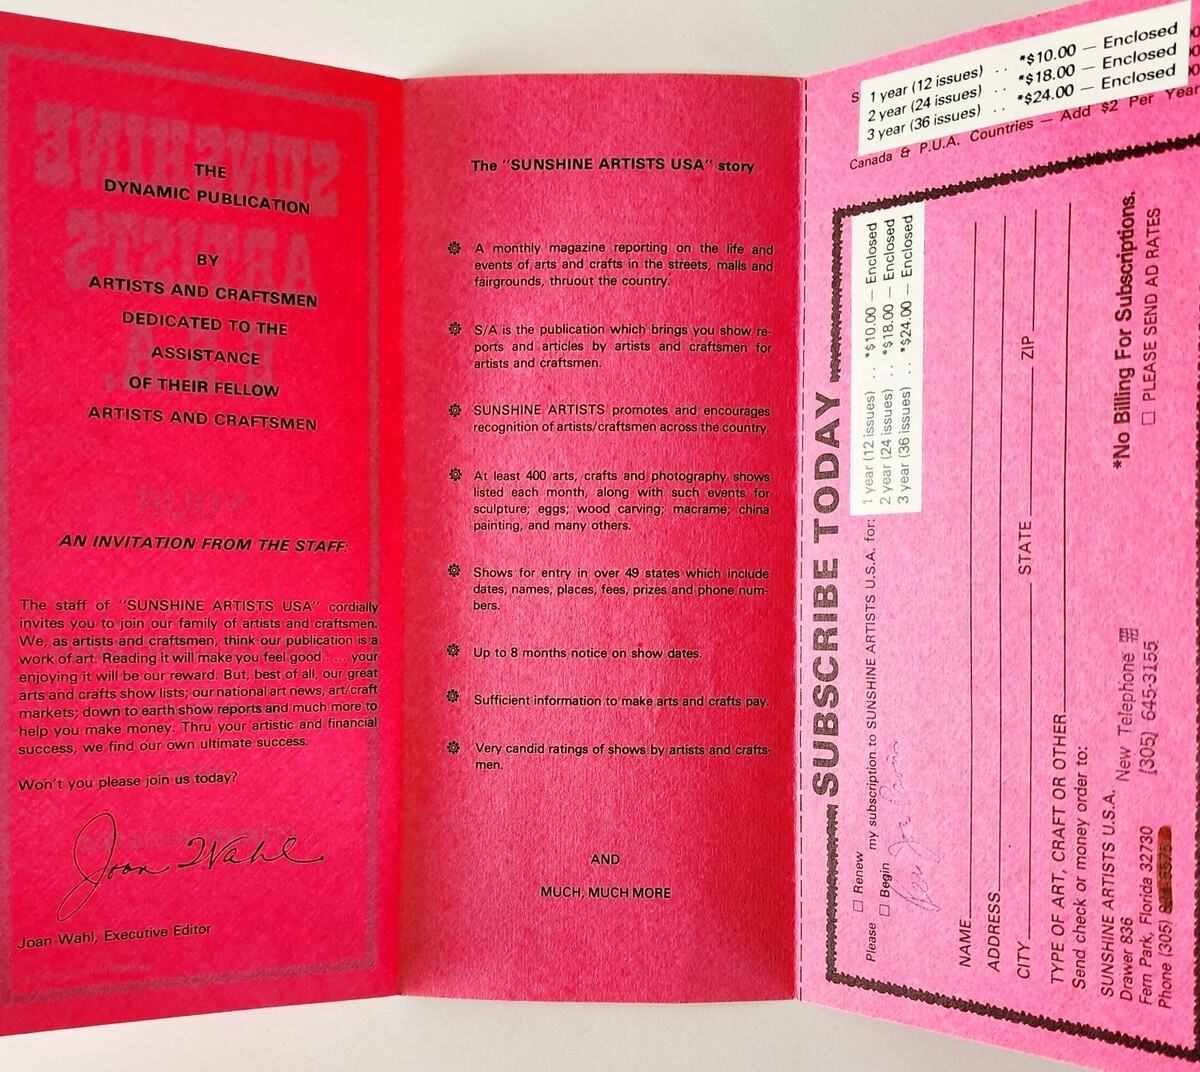 THE
DYNAMIC PUBLICATION
BY
ARTISTS AND CRAFTSMEN
DEDICATED TO THE
ASSISTANCE
OF THEIR FELLOW
ARTISTS AND CRAFTSMEN
AN INVITATION FROM THE STAFF:
The staff of "SUNSHINE ARTISTS USA" cordially
invites you to join our family of artists and craftsmen.
We, as artists and craftsmen, think our publication is a
work of art. Reading it will make you feel good . . . your
enjoying it will be our reward. But, best of all, our great
arts and crafts show lists; our national art news, art/craft
markets; down to earth show reports and much more to
help you make money. Thru your artistic and financial
success, we find our own ultimate success.
Won't you please join us today?
Joan Wahl
Joan Wahl, Executive Editor
The "SUNSHINE ARTISTS USA" story
A monthly magazine reporting on the life and
events of arts and crafts in the streets, malls and
fairgrounds, thruout the country.
S/A is the publication which brings you show re-
ports and articles by artists and craftsmen for
artists and craftsmen.
SUNSHINE ARTISTS promotes and encourages
recognition of artists/craftsmen across the country.
At least 400 arts, crafts and photography shows
listed each month, along with such events for
sculpture; eggs; wood carving; macrame; china
painting, and many others.
Shows for entry in over 49 states which include
dates, names, places, fees, prizes and phone num-
bers.
Up to 8 months notice on show dates.
Sufficient information to make arts and crafts pay.
Very candid ratings of shows by artists and crafts-
men.
AND
MUCH, MUCH MORE
1 year (12 issues) . . *$10.00 — Enclosed
2 year (24 issues) . . *$18.00 — Enclosed
3 year (36 issues) . . *$24.00 — Enclosed
Canada & P.U.A. Countries — Add $2 Per Year
SUBSCRIBE TODAY
Please □ Renew
□ Begin my subscription to SUNSHINE ARTISTS U.S.A. for:
1 year (12 issues) . . *$10.00 — Enclosed
2 year (24 issues) . . *$18.00 — Enclosed
3 year (36 issues) . . *$24.00 — Enclosed
NAME
ADDRESS
CITY STATE ZIP
TYPE OF ART, CRAFT OR OTHER
Send check or money order to:
SUNSHINE ARTISTS U.S.A.
Drawer 836
Fern Park, Florida 32730
Phone (305)
New Telephone #
(305) 645-3155
*No Billing For Subscriptions.
□ PLEASE SEND AD RATES